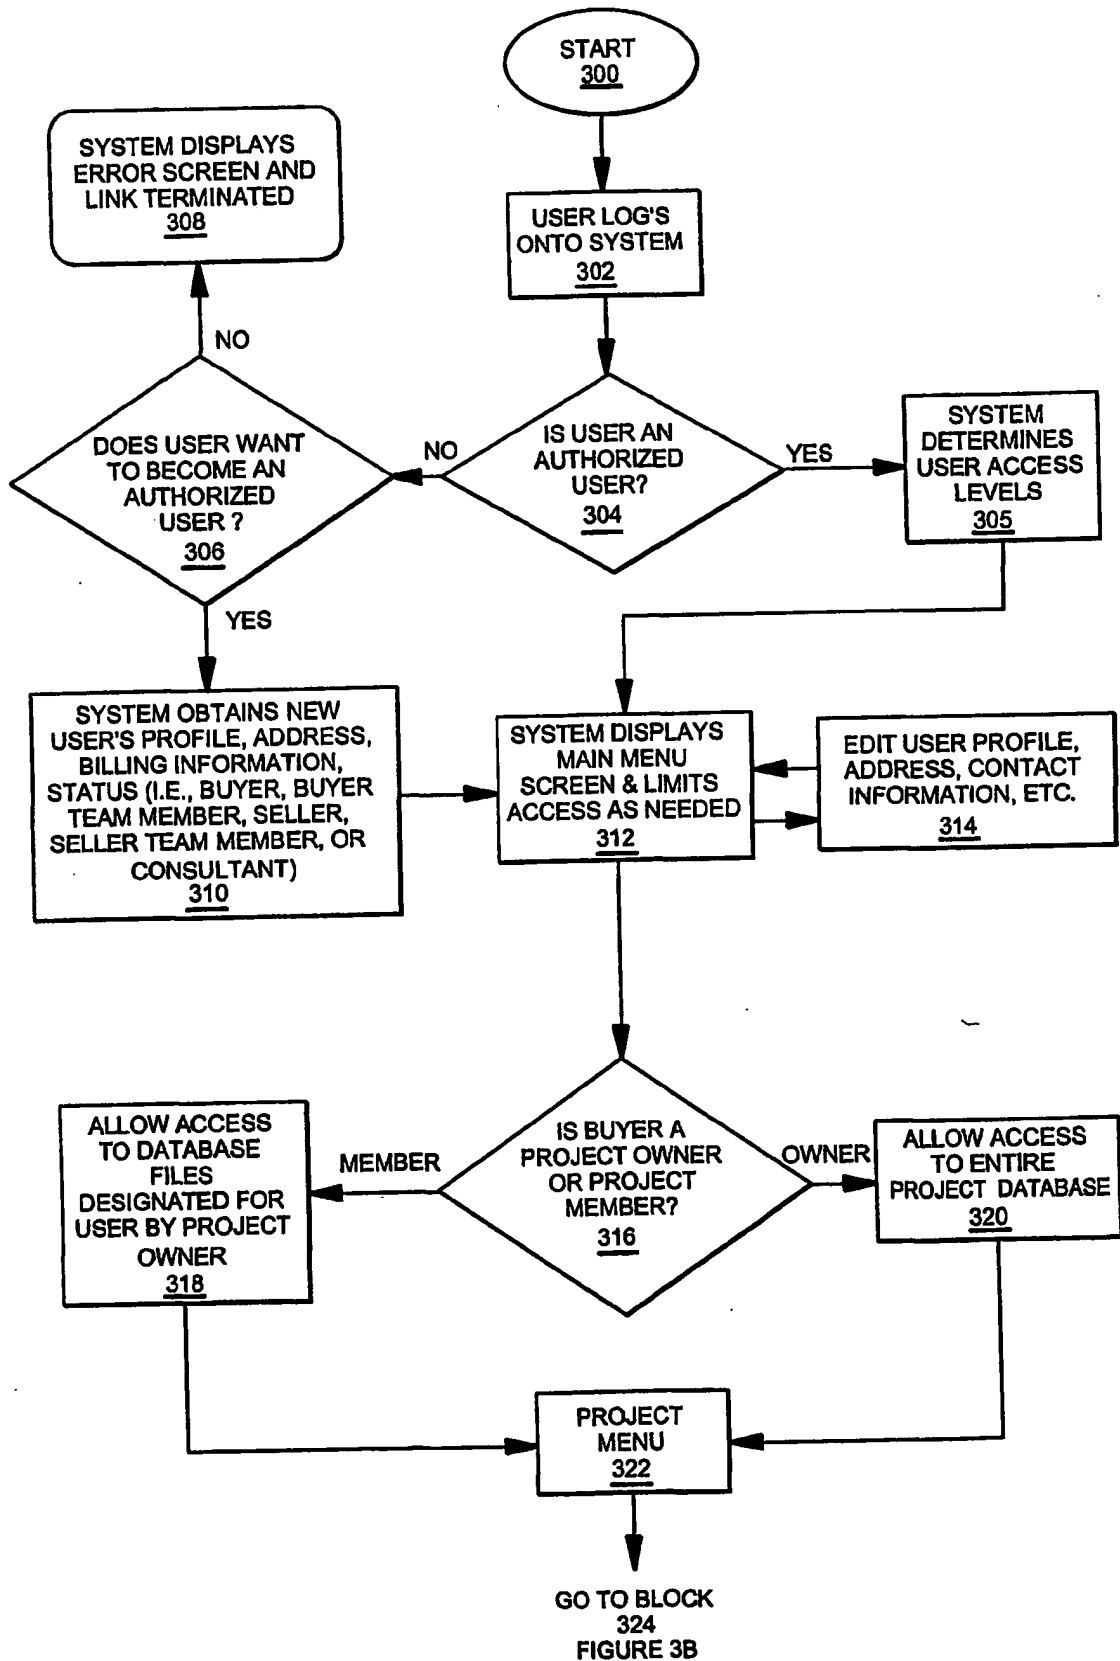 START
300
SYSTEM DISPLAYS
ERROR SCREEN AND
LINK TERMINATED
308
USER LOG'S
ONTO SYSTEM
302
NO
DOES USER WANT
TO BECOME AN
AUTHORIZED
USER ?
306
NO
IS USER AN
AUTHORIZED
USER?
304
YES
SYSTEM
DETERMINES
USER ACCESS
LEVELS
305
YES
SYSTEM OBTAINS NEW
USER'S PROFILE, ADDRESS,
BILLING INFORMATION,
STATUS (I.E., BUYER, BUYER
TEAM MEMBER, SELLER,
SELLER TEAM MEMBER, OR
CONSULTANT)
310
SYSTEM DISPLAYS
MAIN MENU
SCREEN & LIMITS
ACCESS AS NEEDED
312
EDIT USER PROFILE,
ADDRESS, CONTACT
INFORMATION, ETC.
314
ALLOW ACCESS
TO DATABASE
FILES
DESIGNATED FOR
USER BY PROJECT
OWNER
318
MEMBER
IS BUYER A
PROJECT OWNER
OR PROJECT
MEMBER?
316
OWNER
ALLOW ACCESS
TO ENTIRE
PROJECT DATABASE
320
PROJECT
MENU
322
GO TO BLOCK
324
FIGURE 3B